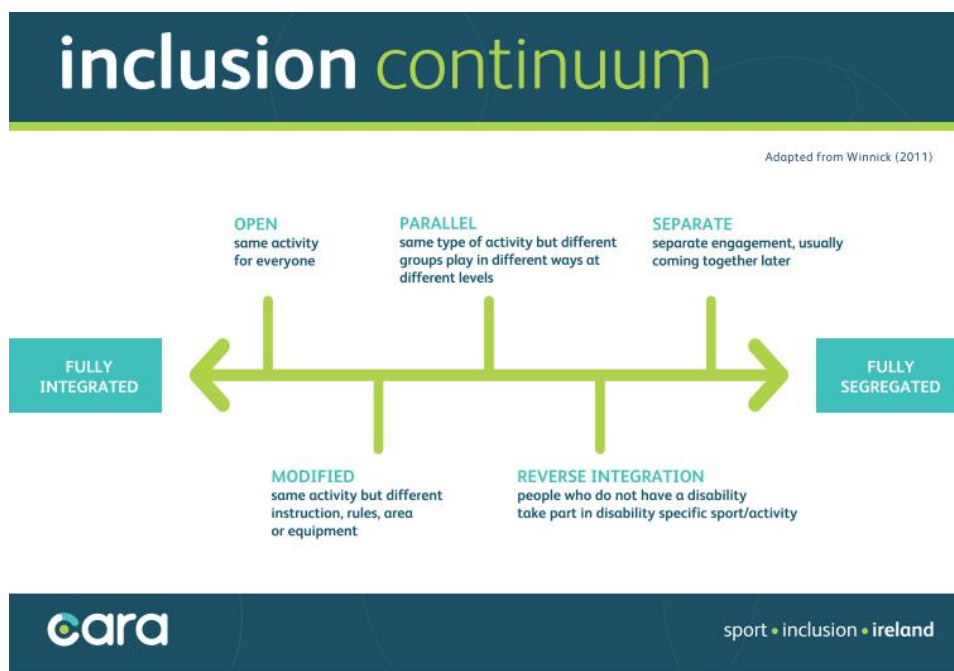 inclusion continuum
Adapted from Winnick (2011)
OPEN
same activity
for everyone
PARALLEL
same type of activity but different
groups play in different ways at
different levels
SEPARATE
separate engagement, usually
coming together later
FULLY
INTEGRATED
FULLY
SEGREGATED
MODIFIED
same activity but different
instruction, rules, area
or equipment
REVERSE INTEGRATION
people who do not have a disability
take part in disability specific sport/activity
cara
sport • inclusion • ireland